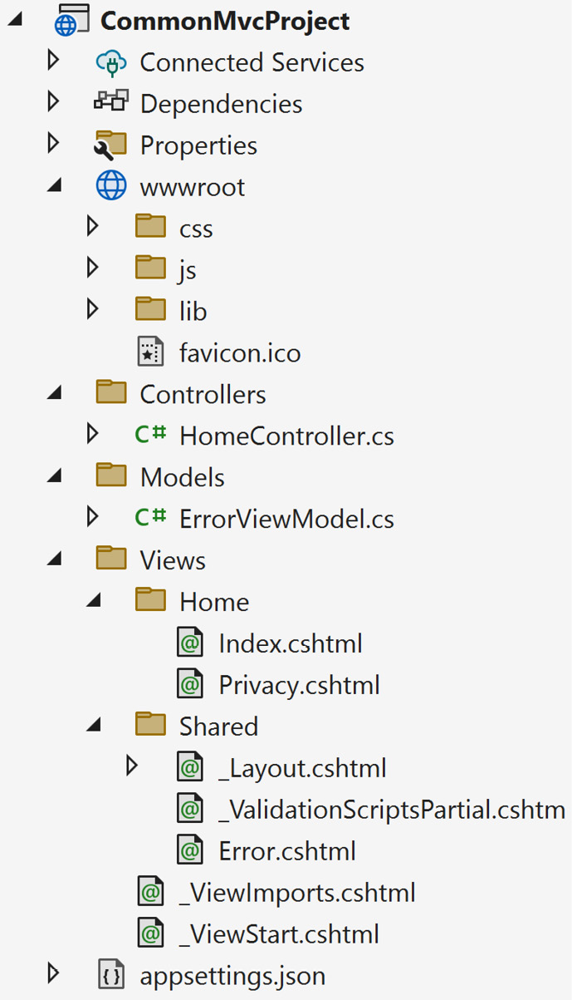 CommonMvcProject
Connected Services
Dependencies
Properties
wwwroot
css
js
lib
favicon.ico
Controllers
C# HomeController.cs
Models
C# ErrorViewModel.cs
Views
Home
@ Index.cshtml
@ Privacy.cshtml
Shared
@ _Layout.cshtml
@ _ValidationScriptsPartial.cshtm
@ Error.cshtml
@ _ViewImports.cshtml
@ _ViewStart.cshtml
{} appsettings.json